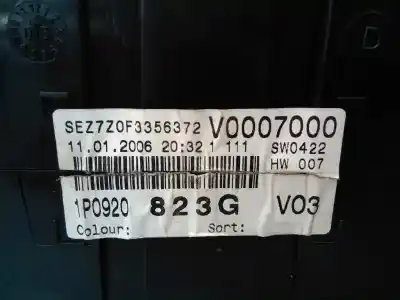 SEZ7Z0F3356372 V0007000
11.01.2006 20:32 1 111 SW0422
HW 007
1P0920 823G V03
Colour: Sort:
D